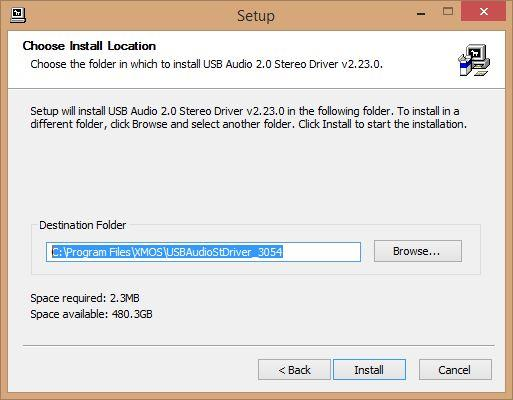 Setup
Choose Install Location
Choose the folder in which to install USB Audio 2.0 Stereo Driver v2.23.0.
Setup will install USB Audio 2.0 Stereo Driver v2.23.0 in the following folder. To install in a
different folder, click Browse and select another folder. Click Install to start the installation.
Destination Folder
C:\Program Files\XMOS\USBAudioStDriver_3054
Browse...
Space required: 2.3MB
Space available: 480.3GB
< Back
Install
Cancel